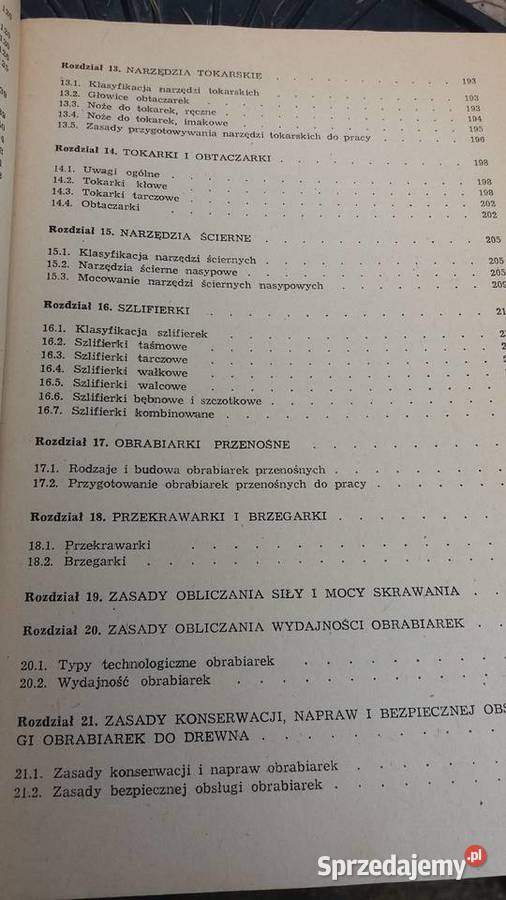 Rozdział 13. NARZĘDZIA TOKARSKIE . . . . . . . 193
13.1. Klasyfikacja narzędzi tokarskich . . . . . . . 193
13.2. Głowice obtaczarek . . . . . . . 193
13.3. Noże do tokarek, ręczne . . . . . . . 194
13.4. Noże do tokarek, imakowe . . . . . . . 195
13.5. Zasady przygotowywania narzędzi tokarskich do pracy . . . . 196
Rozdział 14. TOKARKI I OBTACZARKI . . . . . . . 198
14.1. Uwagi ogólne . . . . . . . 198
14.2. Tokarki kłowe . . . . . . . 198
14.3. Tokarki tarczowe . . . . . . . 202
14.4. Obtaczarki . . . . . . . 202
Rozdział 15. NARZĘDZIA ŚCIERNE . . . . . . . 205
15.1. Klasyfikacja narzędzi ściernych . . . . . . . 205
15.2. Narzędzia ścierne nasypowe . . . . . . . 205
15.3. Mocowanie narzędzi ściernych nasypowych . . . . . . . 209
Rozdział 16. SZLIFIERKI . . . . . . . 21
16.1. Klasyfikacja szlifierek . . . . . . . 2
16.2. Szlifierki taśmowe . . . . . . .
16.3. Szlifierki tarczowe . . . . . . .
16.4. Szlifierki wałkowe . . . . . . .
16.5. Szlifierki walcowe . . . . . . .
16.6. Szlifierki bębnowe i szczotkowe . . . . . . .
16.7. Szlifierki kombinowane . . . . . . .
Rozdział 17. OBRABIARKI PRZENOŚNE . . . . . . .
17.1. Rodzaje i budowa obrabiarek przenośnych . . . . . . .
17.2. Przygotowanie obrabiarek przenośnych do pracy . . . . . .
Rozdział 18. PRZEKRAWARKI I BRZEGARKI . . . . . . .
18.1. Przekrawarki . . . . . . .
18.2. Brzegarki . . . . . . .
Rozdział 19. ZASADY OBLICZANIA SIŁY I MOCY SKRAWANIA . .
Rozdział 20. ZASADY OBLICZANIA WYDAJNOŚCI OBRABIAREK . .
20.1. Typy technologiczne obrabiarek . . . . . . .
20.2. Wydajność obrabiarek . . . . . . .
Rozdział 21. ZASADY KONSERWACJI, NAPRAW I BEZPIECZNEJ OBS
GI OBRABIAREK DO DREWNA . . . . . . .
21.1. Zasady konserwacji i napraw obrabiarek . . . . . . .
21.2. Zasady bezpiecznej obsługi obrabiarek . . . . . . .
Sprzedajemy.pl